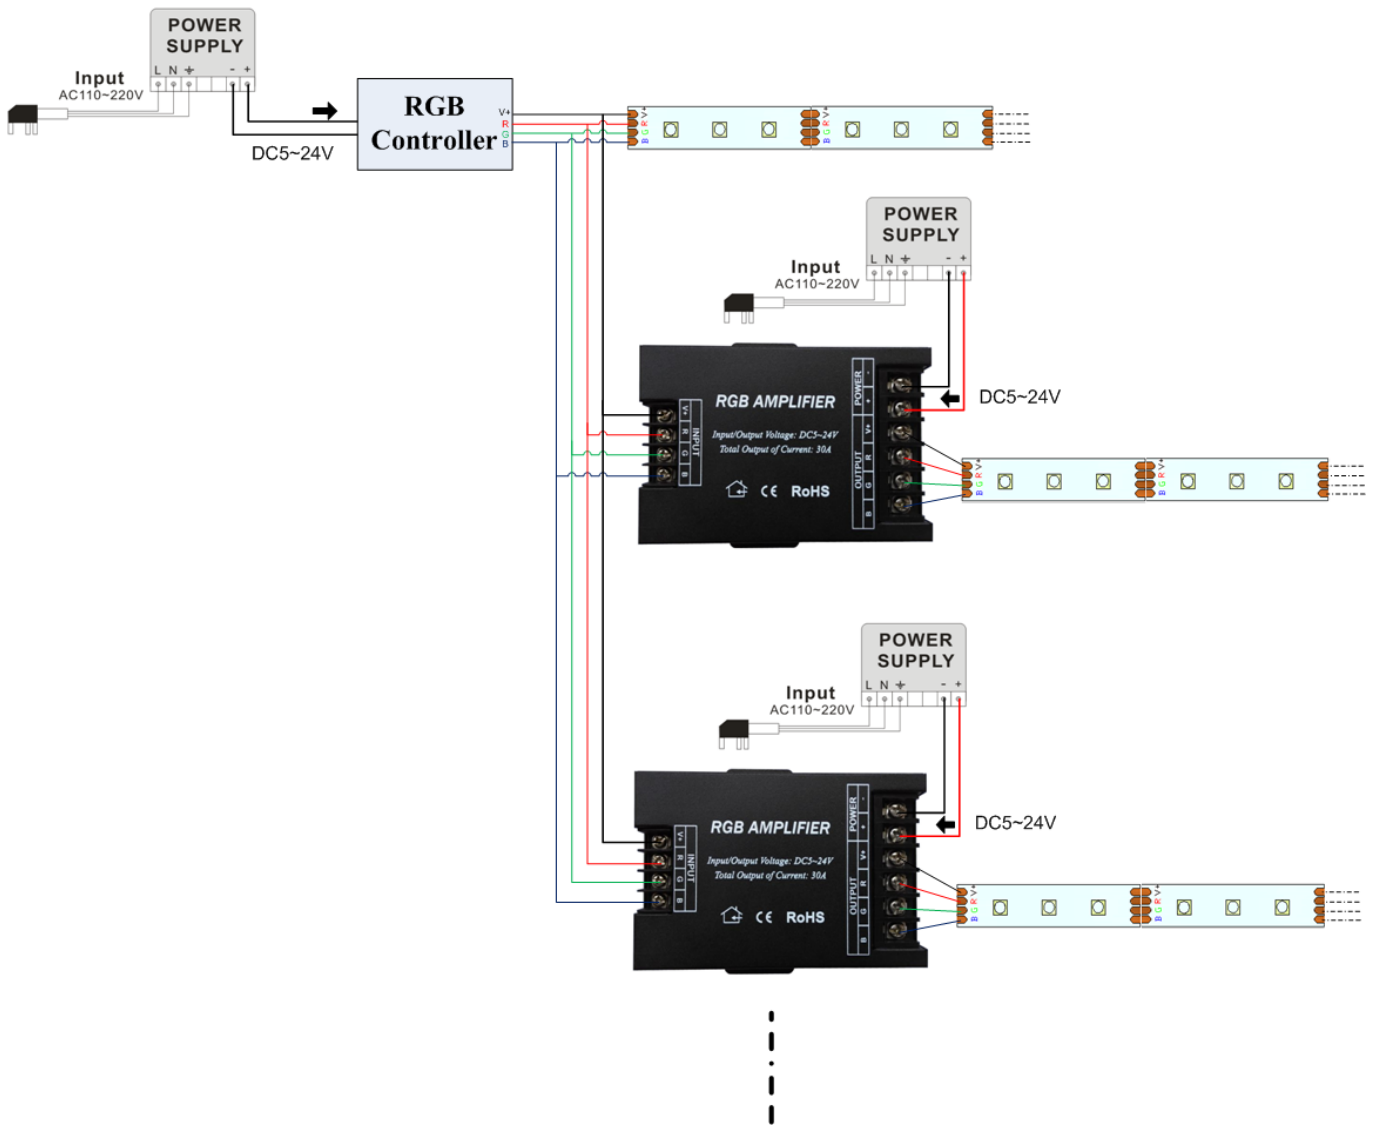 POWER
SUPPLY
L N - +
Input
AC110~220V
DC5~24V
RGB
Controller
V+
R
G
B
V+
R
G
B
V+
R
G
B
POWER
SUPPLY
L N - +
Input
AC110~220V
DC5~24V
RGB AMPLIFIER
Input/Output Voltage: DC5~24V
Total Output of Current: 30A
CE RoHS
INPUT
V+
R
G
B
POWER
-
+
OUTPUT
V+
R
G
B
V+
R
G
B
V+
R
G
B
POWER
SUPPLY
L N - +
Input
AC110~220V
DC5~24V
RGB AMPLIFIER
Input/Output Voltage: DC5~24V
Total Output of Current: 30A
CE RoHS
INPUT
V+
R
G
B
POWER
-
+
OUTPUT
V+
R
G
B
V+
R
G
B
V+
R
G
B